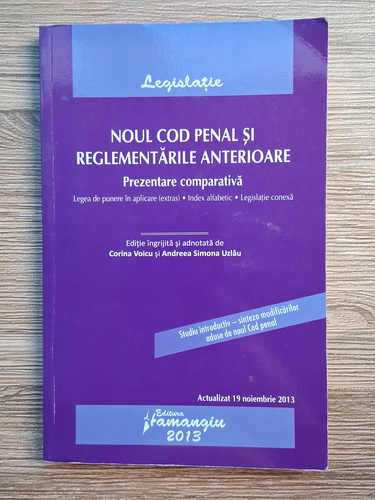 Legislație
NOUL COD PENAL ȘI
REGLEMENTĂRILE ANTERIOARE
Prezentare comparativă
Legea de punere în aplicare (extras) • Index alfabetic • Legislație conexă
Ediție îngrijită și adnotată de
Corina Voicu și Andreea Simona Uzlău
Studiu introductiv – sinteza modificărilor
aduse de noul Cod penal
Actualizat 19 noiembrie 2013
Editura
Hamangiu
2013